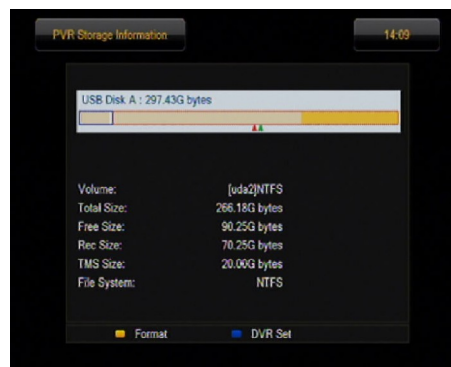 PVR Storage Information
14:09
USB Disk A : 297.43G bytes
Volume: [uda2]NTFS
Total Size: 266.18G bytes
Free Size: 90.25G bytes
Rec Size: 70.25G bytes
TMS Size: 20.00G bytes
File System: NTFS
Format DVR Set